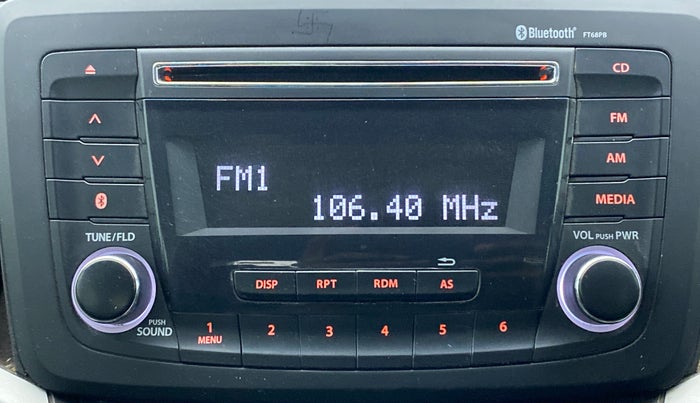 Bluetooth® FT68PB
CD
FM
AM
MEDIA
FM1
106.40 MHz
TUNE/FLD
VOL PUSH PWR
DISP RPT RDM AS
PUSH
SOUND
1 2 3 4 5 6
MENU